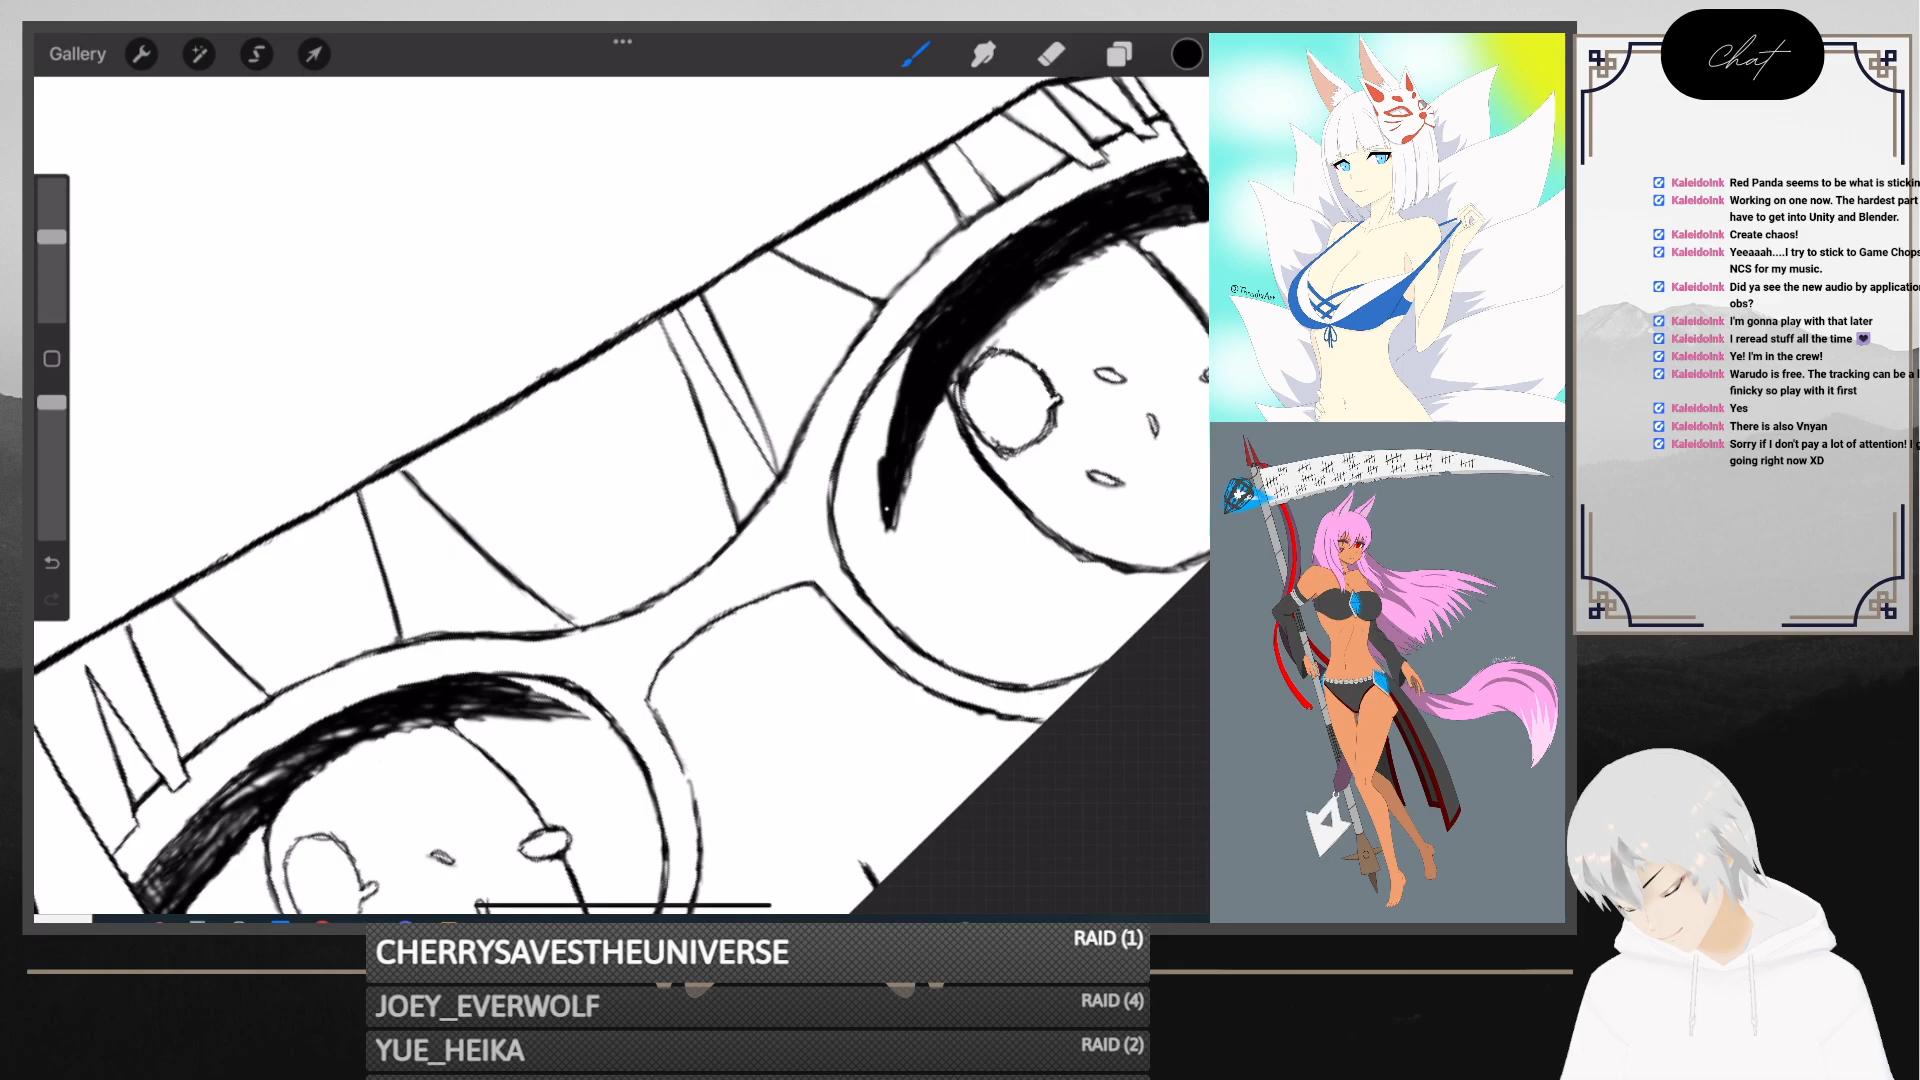 Gallery
Chat
KaleidoInk Red Panda seems to be what is stickin
KaleidoInk Working on one now. The hardest part
have to get into Unity and Blender.
KaleidoInk Create chaos!
KaleidoInk Yeeaaah....I try to stick to Game Chops
NCS for my music.
KaleidoInk Did ya see the new audio by application
obs?
KaleidoInk I'm gonna play with that later
KaleidoInk I reread stuff all the time
KaleidoInk Ye! I'm in the crew!
KaleidoInk Warudo is free. The tracking can be a l
finicky so play with it first
KaleidoInk Yes
KaleidoInk There is also Vnyan
KaleidoInk Sorry if I don't pay a lot of attention! I g
going right now XD
CHERRYSAVESTHEUNIVERSE RAID (1)
JOEY_EVERWOLF RAID (4)
YUE_HEIKA RAID (2)